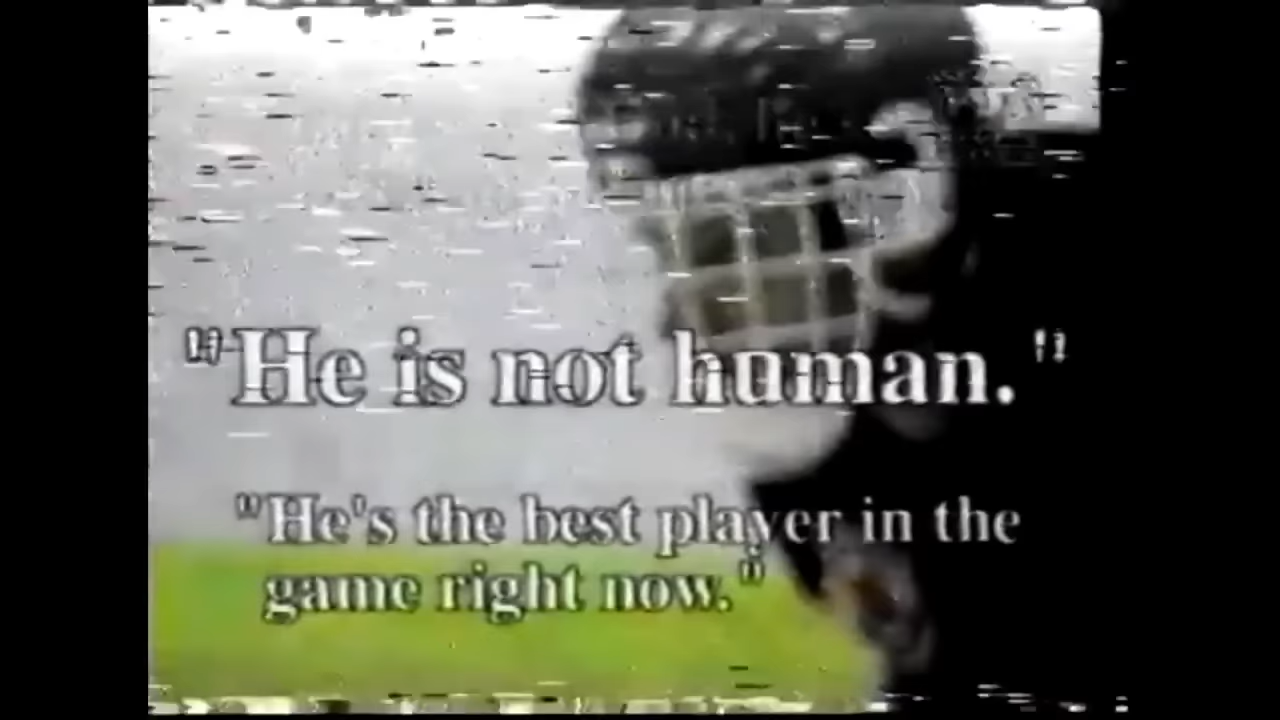 "He is not human."
"He's the best player in the
game right now."